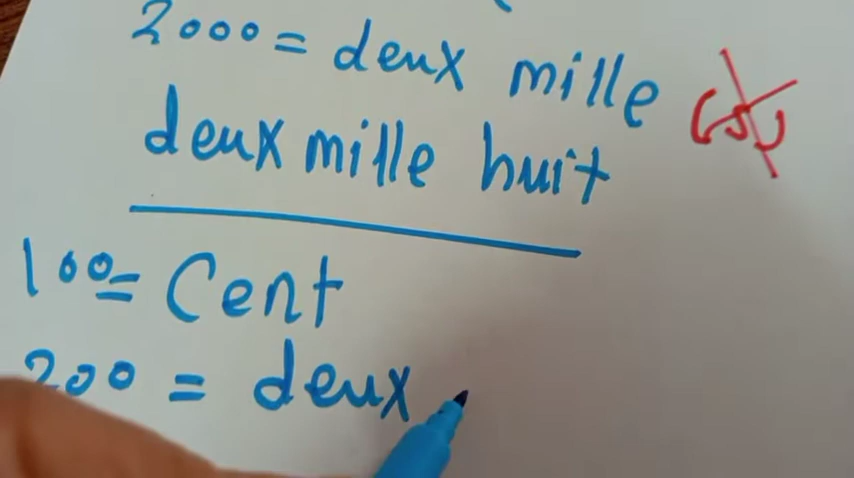 2000 = deux mille (s)
deux mille huit
100 = Cent
200 = deux